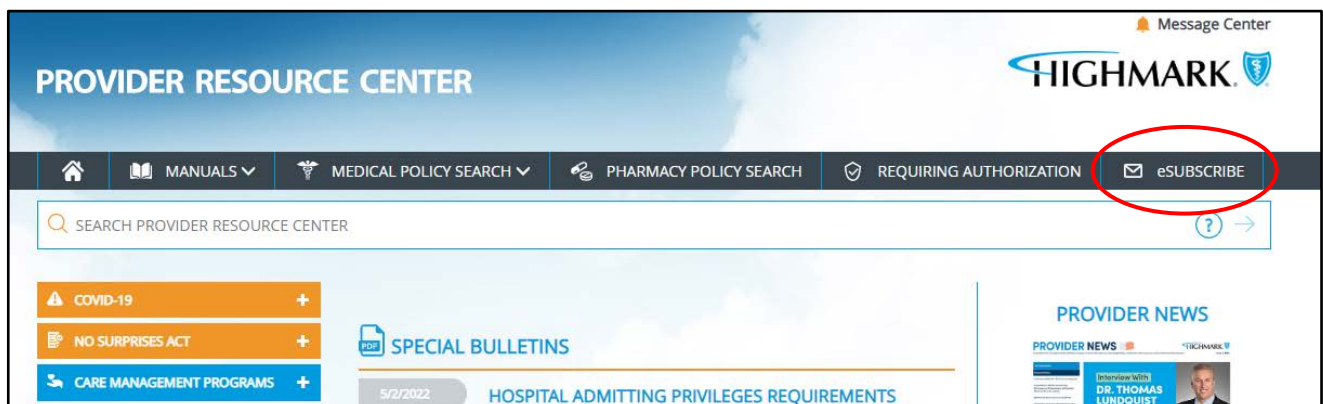 Message Center
PROVIDER RESOURCE CENTER
HIGHMARK.
MANUALS
MEDICAL POLICY SEARCH
PHARMACY POLICY SEARCH
REQUIRING AUTHORIZATION
eSUBSCRIBE
SEARCH PROVIDER RESOURCE CENTER
?
COVID-19 +
NO SURPRISES ACT +
CARE MANAGEMENT PROGRAMS +
PDF SPECIAL BULLETINS
5/2/2022 HOSPITAL ADMITTING PRIVILEGES REQUIREMENTS
PROVIDER NEWS
PROVIDER NEWS HIGHMARK
Interview With
DR. THOMAS
LUNDQUIST